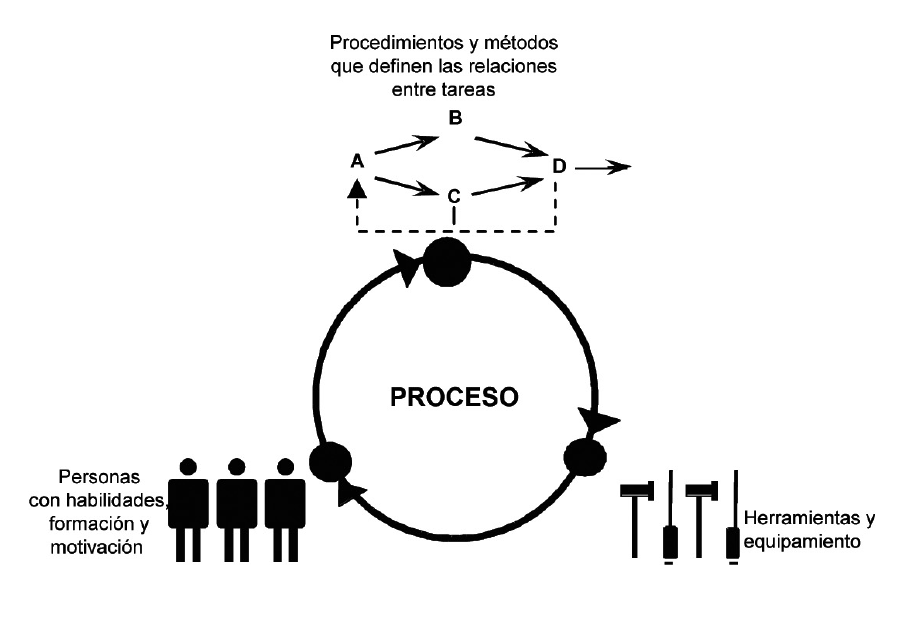 Procedimientos y métodos
que definen las relaciones
entre tareas
B
A
D
C
PROCESO
Personas
con habilidades,
formación y
motivación
Herramientas y
equipamiento